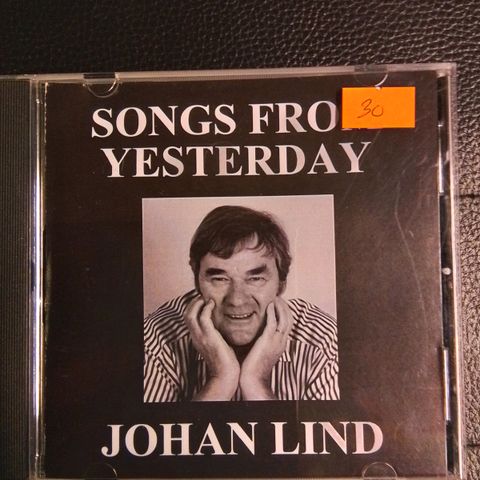 SONGS FRO
30
YESTERDAY
JOHAN LIND